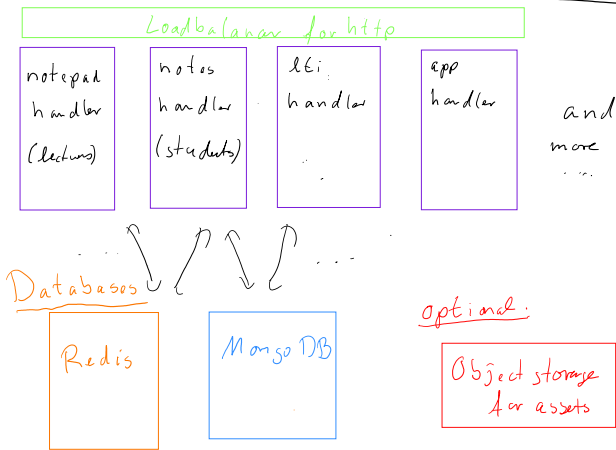 Loadbalancer for http
notepad
handler
(lectures)
notes
handler
(students)
lti
handler
app
handler
and
more
....
Databases
Redis
MongoDB
optional:
Object storage
for assets